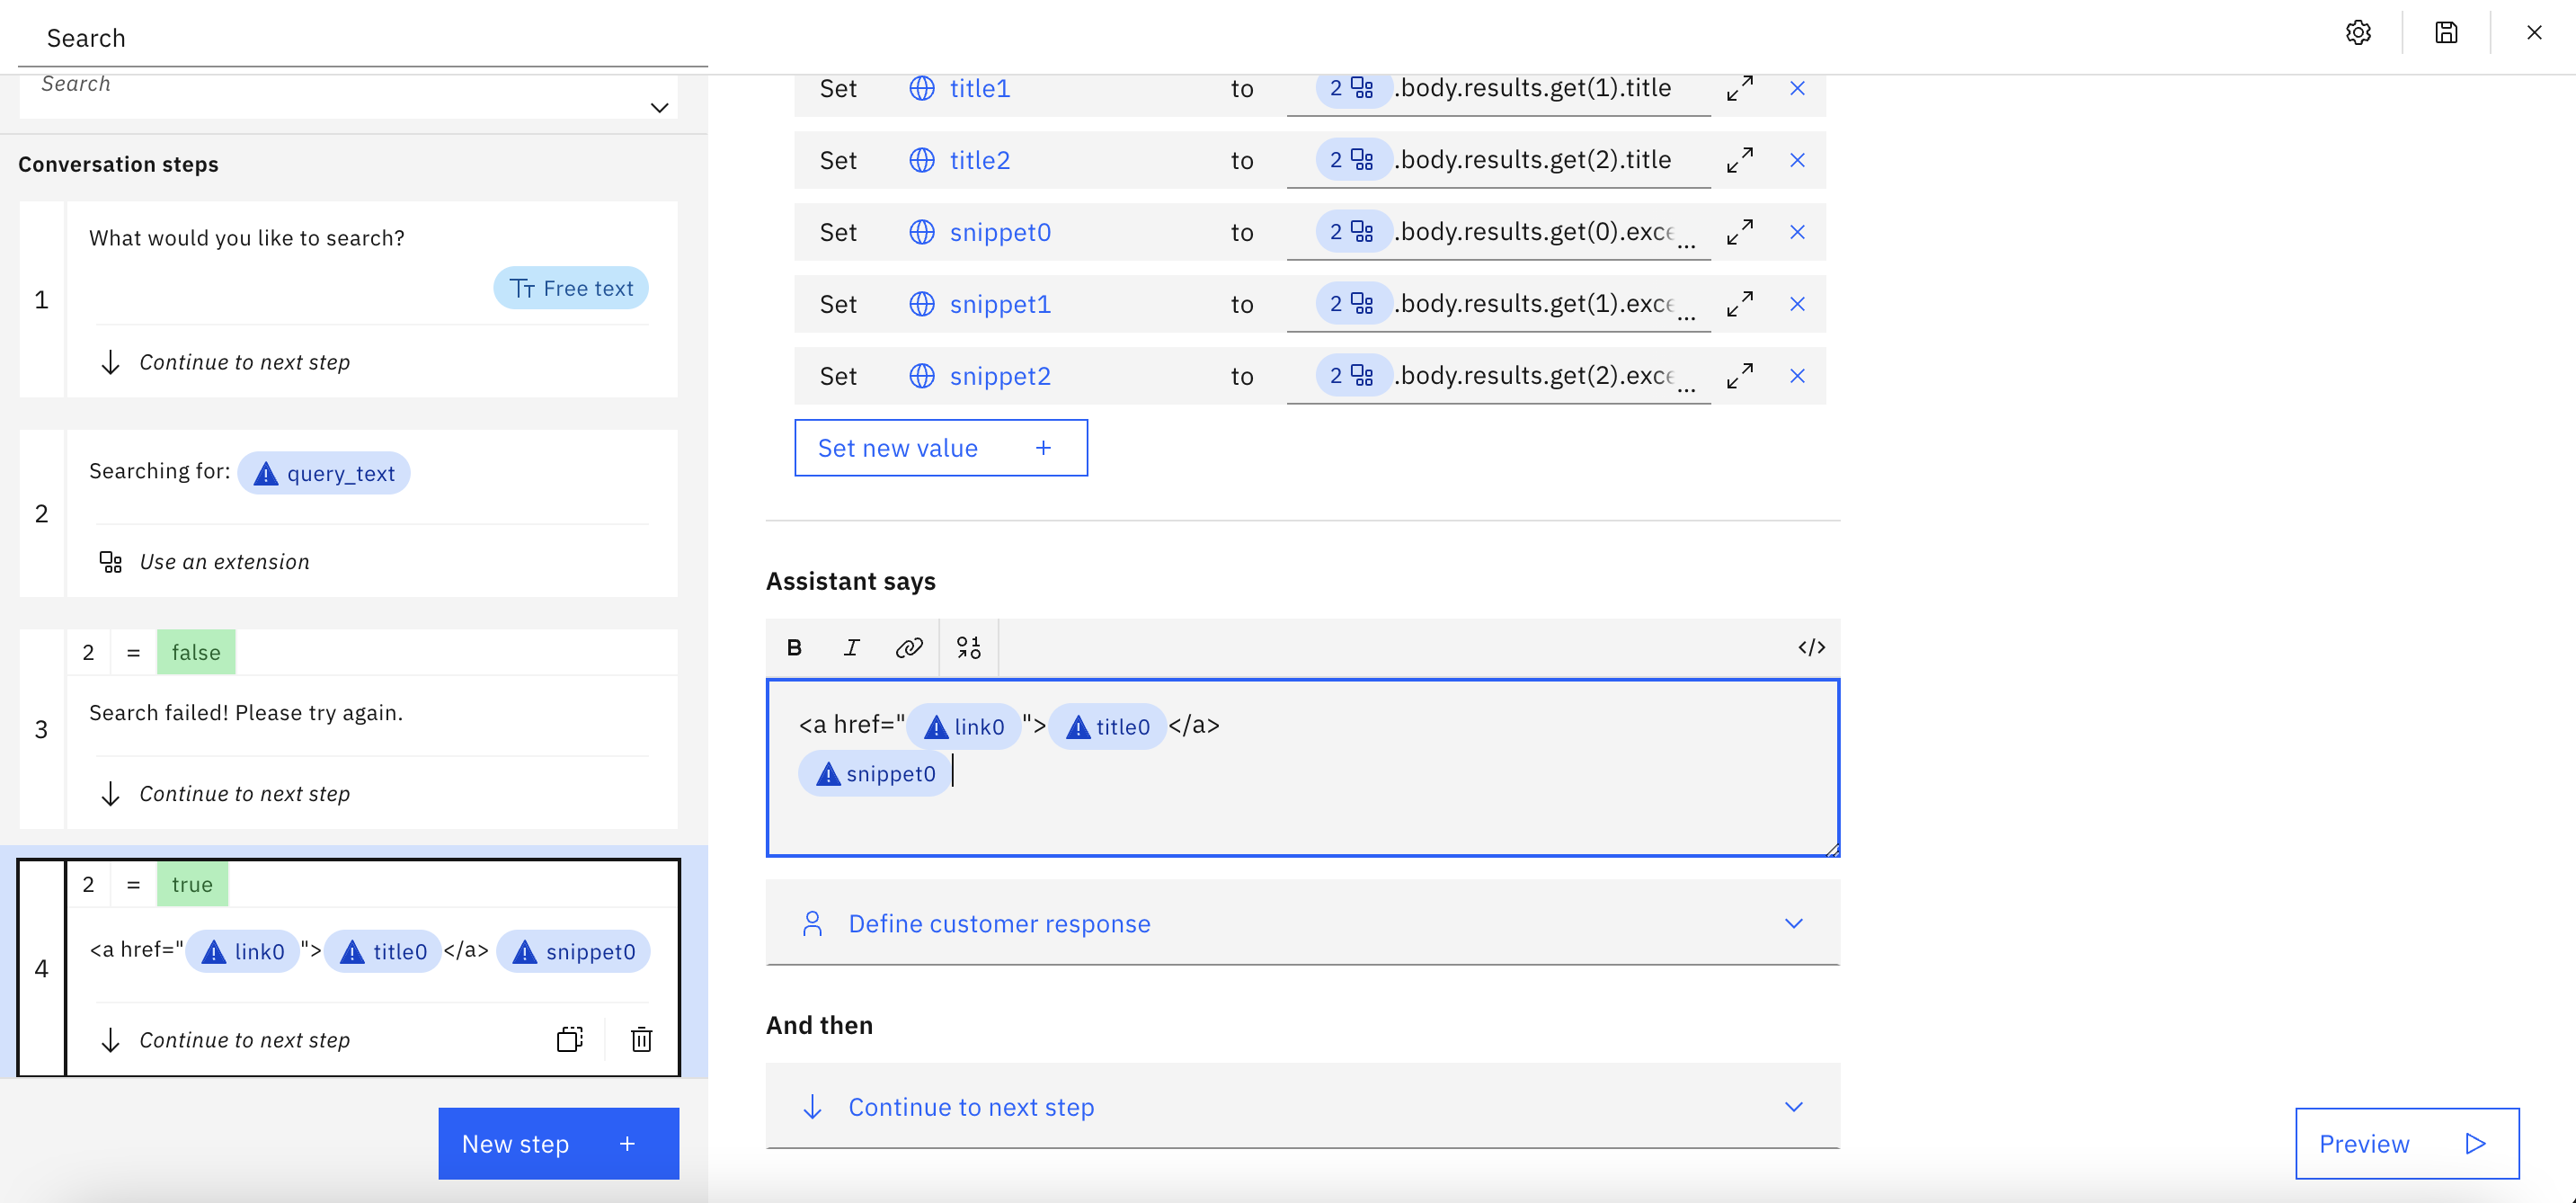 Search
Search
Conversation steps
1
What would you like to search?
Free text
Continue to next step
2
Searching for: query_text
Use an extension
3
2 = false
Search failed! Please try again.
Continue to next step
4
2 = true
<a href="link0">title0</a> snippet0
Continue to next step
New step +
Set title1 to 2 .body.results.get(1).title
Set title2 to 2 .body.results.get(2).title
Set snippet0 to 2 .body.results.get(0).exce...
Set snippet1 to 2 .body.results.get(1).exce...
Set snippet2 to 2 .body.results.get(2).exce...
Set new value +
Assistant says
B I </>
<a href="link0">title0</a>
snippet0
Define customer response
And then
Continue to next step
Preview